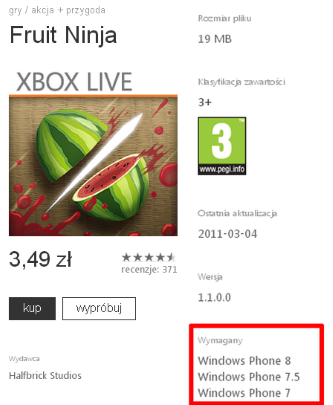 gry / akcja + przygoda
Fruit Ninja
XBOX LIVE
3,49 zł
recenzje: 371
kup
wypróbuj
Wydawca
Halfbrick Studios
Rozmiar pliku
19 MB
Klasyfikacja zawartości
3+
3
www.pegi.info
Ostatnia aktualizacja
2011-03-04
Wersja
1.1.0.0
Wymagany
Windows Phone 8
Windows Phone 7.5
Windows Phone 7